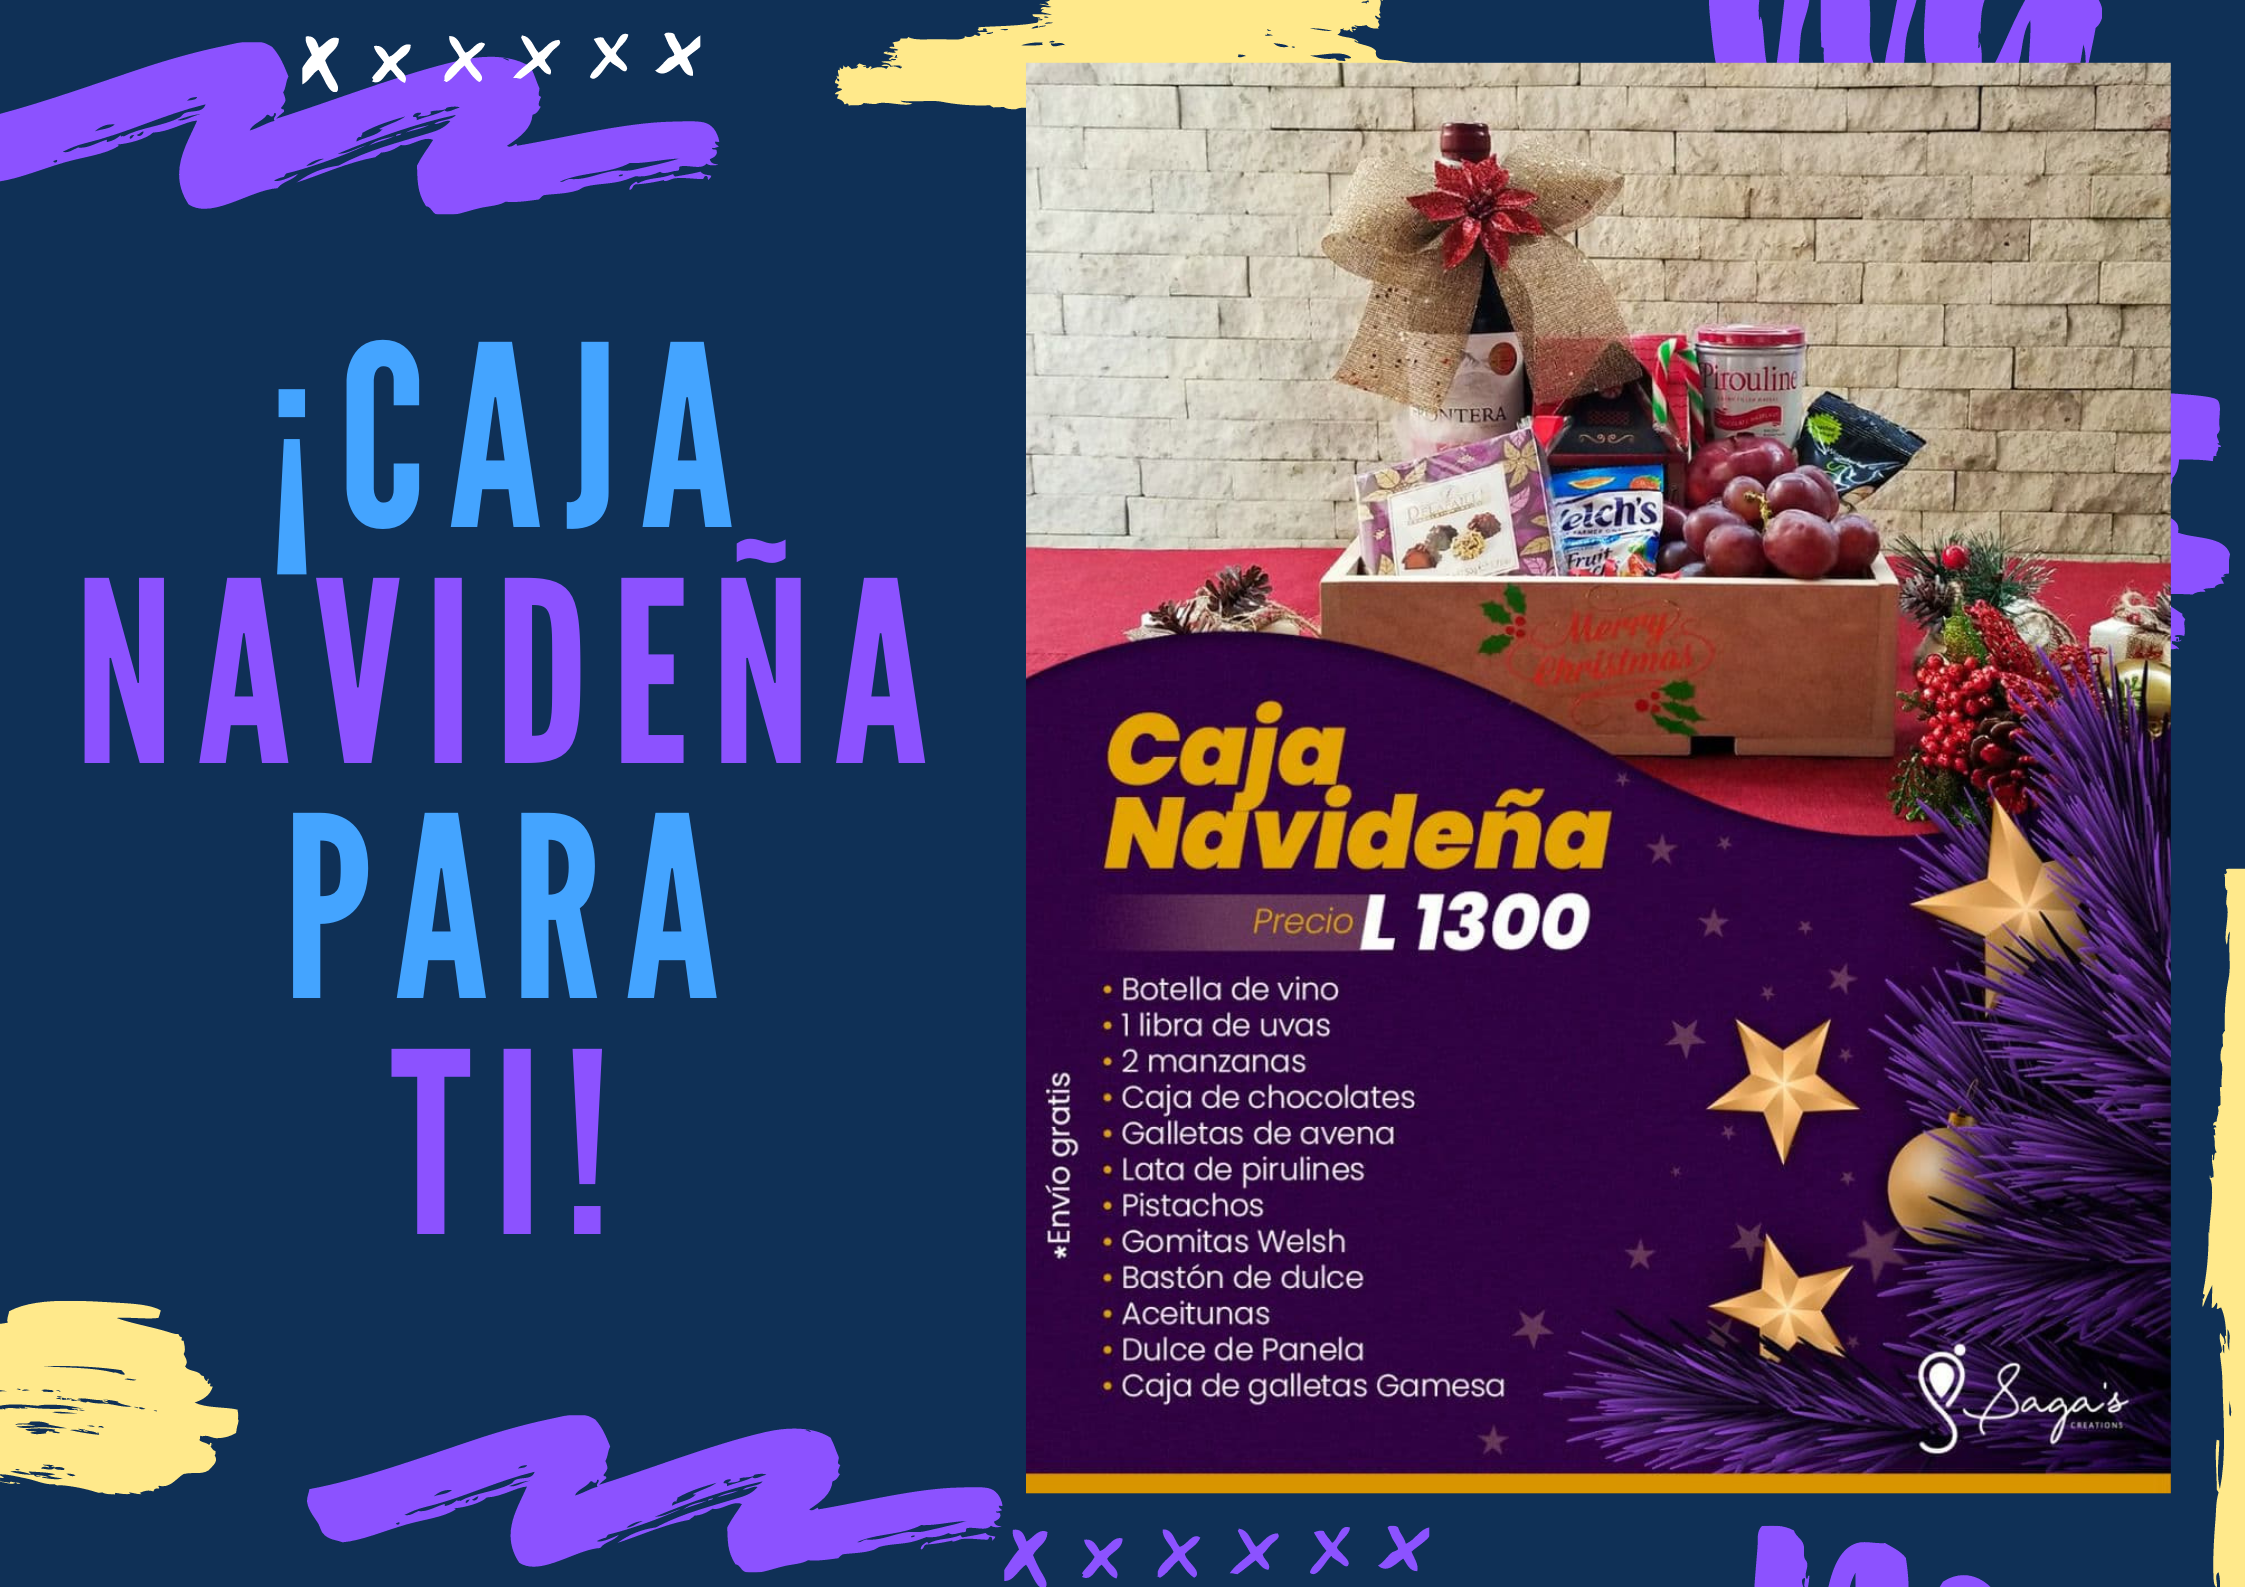 ¡CAJA
NAVIDEÑA
PARA
TI!
FRONTERA
Pirouline
Welch's
Fruit
Merry
Christmas
Caja
Navideña
Precio L 1300
• Botella de vino
• 1 libra de uvas
• 2 manzanas
• Caja de chocolates
• Galletas de avena
• Lata de pirulines
• Pistachos
• Gomitas Welsh
• Bastón de dulce
• Aceitunas
• Dulce de Panela
• Caja de galletas Gamesa
*Envío gratis
Saga's
CREATIONS